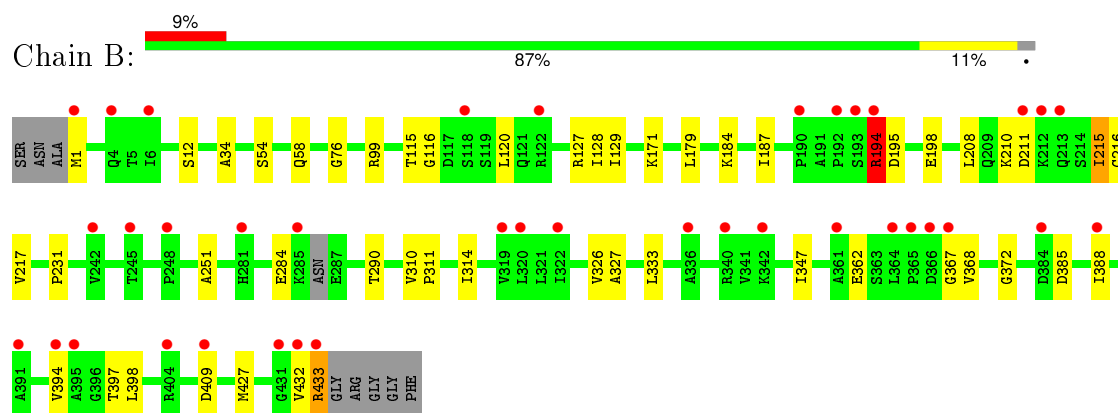 9%
Chain B:
87% 11% •
SER ASN ALA M1 Q4 T5 I6 S12 A34 S54 Q58 G76 R99 T115 G116 D117 S118 S119 L120 Q121 R122 R127 I128 I129 K171 L179 K184 I187 P190 A191 P192 S193 R194 D195 E198 L208 Q209 K210 D211 K212 Q213 S214 I215 G216
V217 P231 V242 T245 P248 A251 H281 E284 K285 ASN E287 T290 V310 P311 I314 V319 L320 L321 I322 V326 A327 L333 A336 R340 V341 K342 I347 A361 E362 S363 L364 P365 D366 G367 V368 G372 D384 D385 I388
A391 V394 A395 G396 T397 L398 R404 D409 M427 G431 V432 R433 GLY ARG GLY GLY PHE